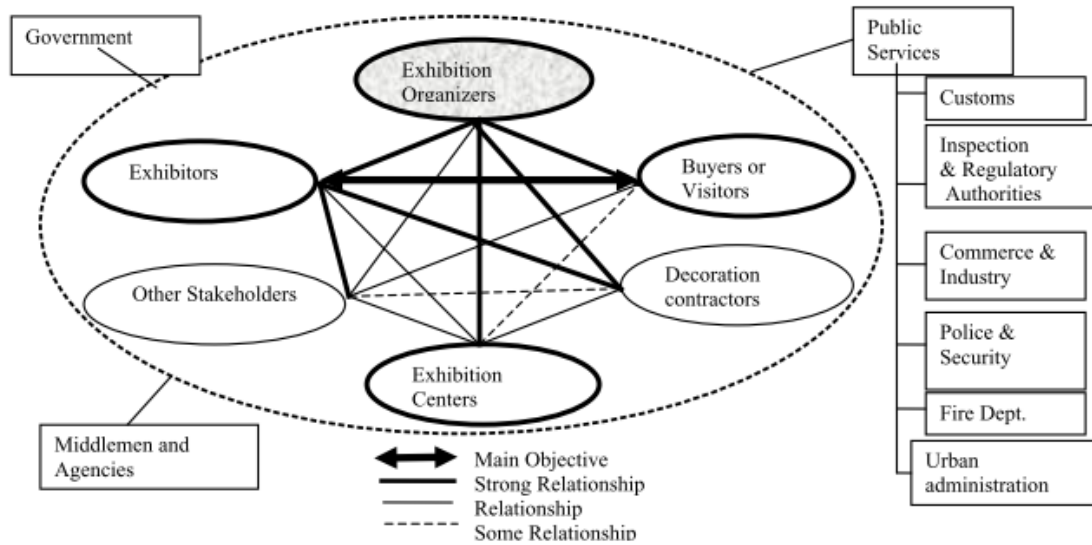 Government
Public
Services
Exhibition
Organizers
Customs
Exhibitors
Buyers or
Visitors
Inspection
& Regulatory
Authorities
Other Stakeholders
Decoration
contractors
Commerce &
Industry
Exhibition
Centers
Police &
Security
Fire Dept.
Middlemen and
Agencies
Urban
administration
Main Objective
Strong Relationship
Relationship
Some Relationship